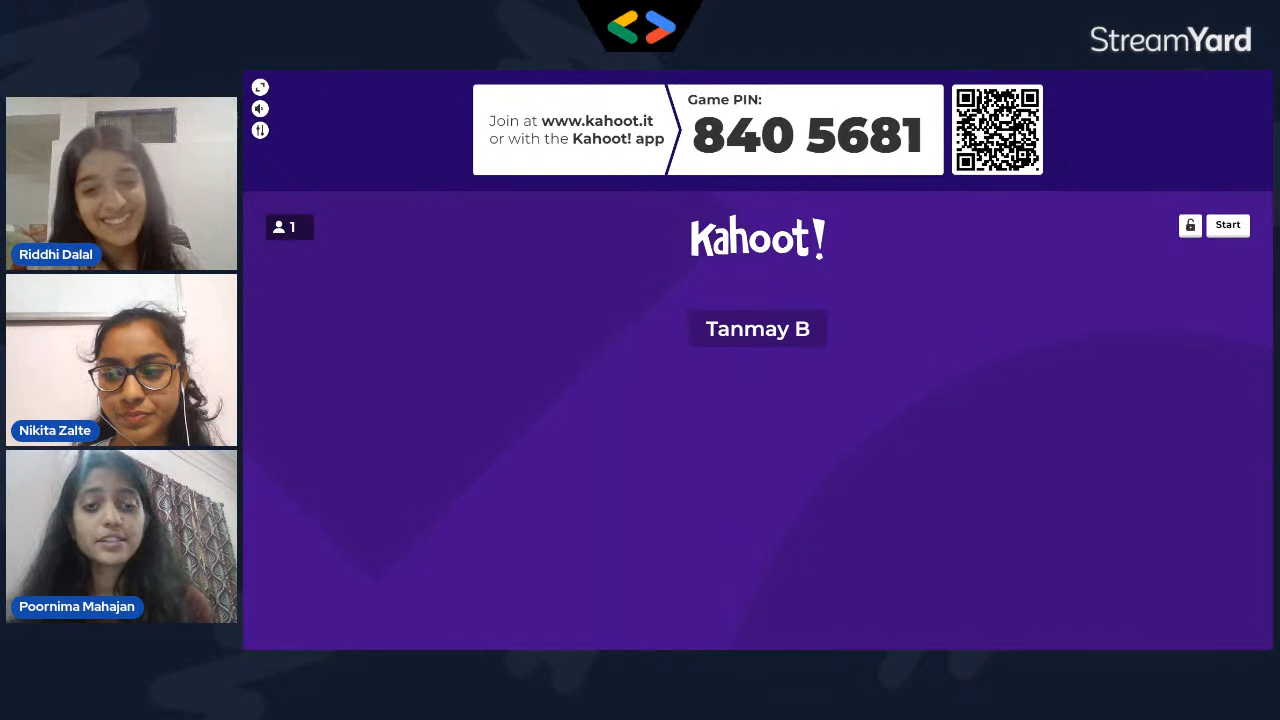 StreamYard
Join at www.kahoot.it
or with the Kahoot! app
Game PIN:
840 5681
1
Kahoot!
Start
Tanmay B
Riddhi Dalal
Nikita Zalte
Poornima Mahajan